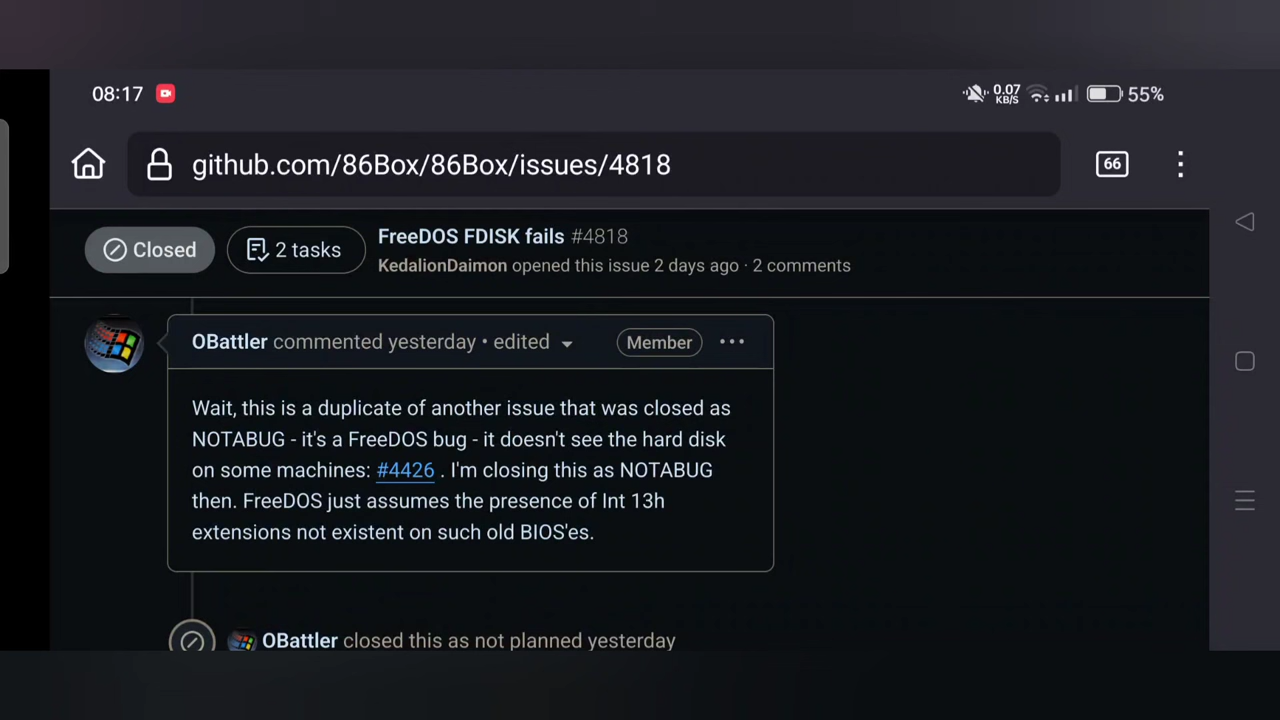 08:17
0.07
KB/S
55%
github.com/86Box/86Box/issues/4818
66
Closed
2 tasks
FreeDOS FDISK fails #4818
KedalionDaimon opened this issue 2 days ago · 2 comments
OBattler commented yesterday • edited
Member
Wait, this is a duplicate of another issue that was closed as
NOTABUG - it's a FreeDOS bug - it doesn't see the hard disk
on some machines: #4426 . I'm closing this as NOTABUG
then. FreeDOS just assumes the presence of Int 13h
extensions not existent on such old BIOS'es.
OBattler closed this as not planned yesterday